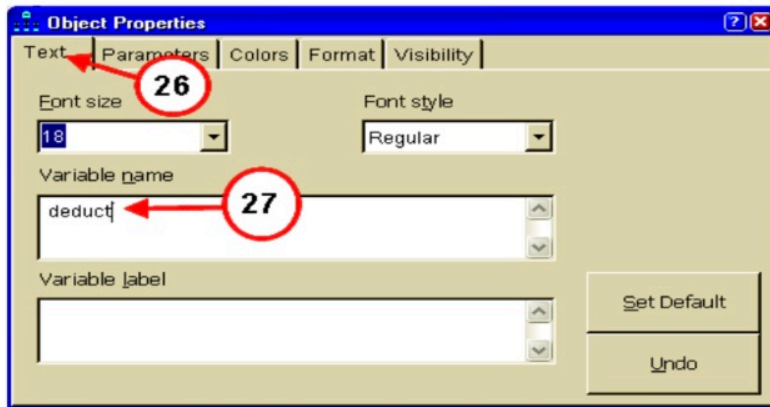 Object Properties
Text Parameters Colors Format Visibility
26
Font size Font style
18 Regular
Variable name
deduct
27
Variable label
Set Default
Undo